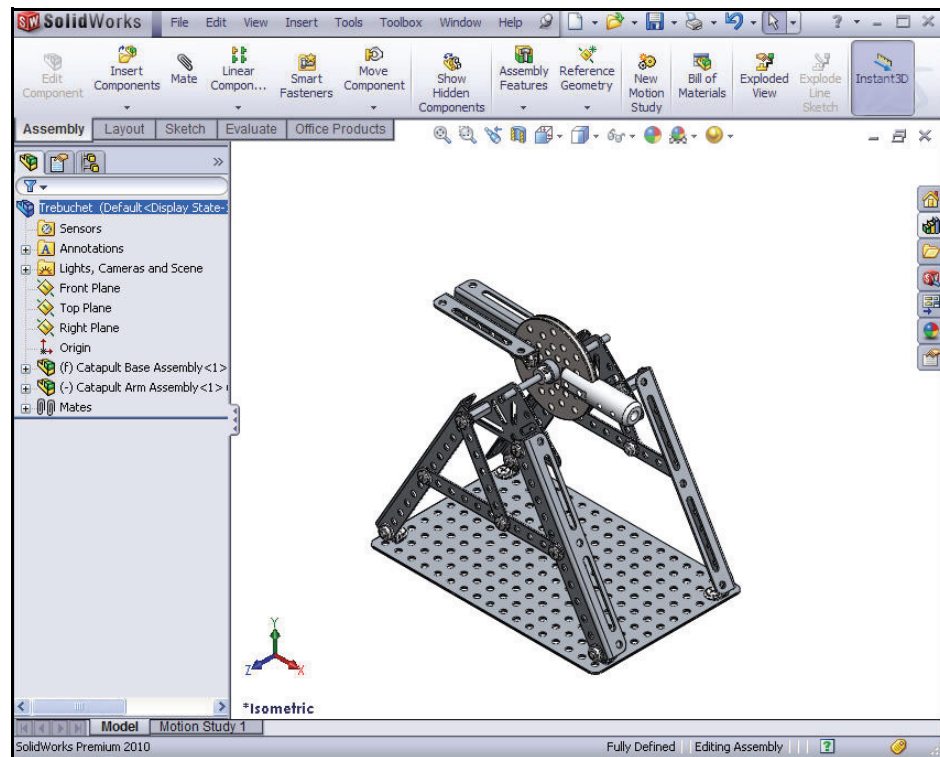 SW SolidWorks File Edit View Insert Tools Toolbox Window Help ?
Edit Component
Insert Components
Mate
Linear Compon...
Smart Fasteners
Move Component
Show Hidden Components
Assembly Features
Reference Geometry
New Motion Study
Bill of Materials
Exploded View
Explode Line Sketch
Instant3D
Assembly Layout Sketch Evaluate Office Products
Trebuchet (Default<Display State-
Sensors
A Annotations
Lights, Cameras and Scene
Front Plane
Top Plane
Right Plane
Origin
(f) Catapult Base Assembly<1>
(-) Catapult Arm Assembly<1>
Mates
Y
Z X
*Isometric
Model Motion Study 1
SolidWorks Premium 2010 Fully Defined Editing Assembly ?